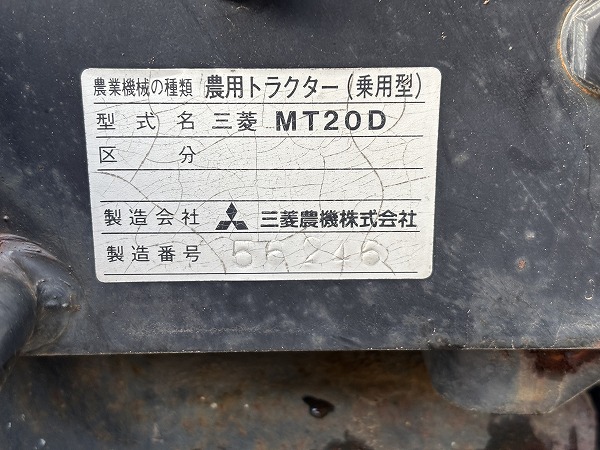 農業機械の種類 農用トラクター(乗用型)
型式名 三菱 MT20D
区分
製造会社 三菱農機株式会社
製造番号 56246